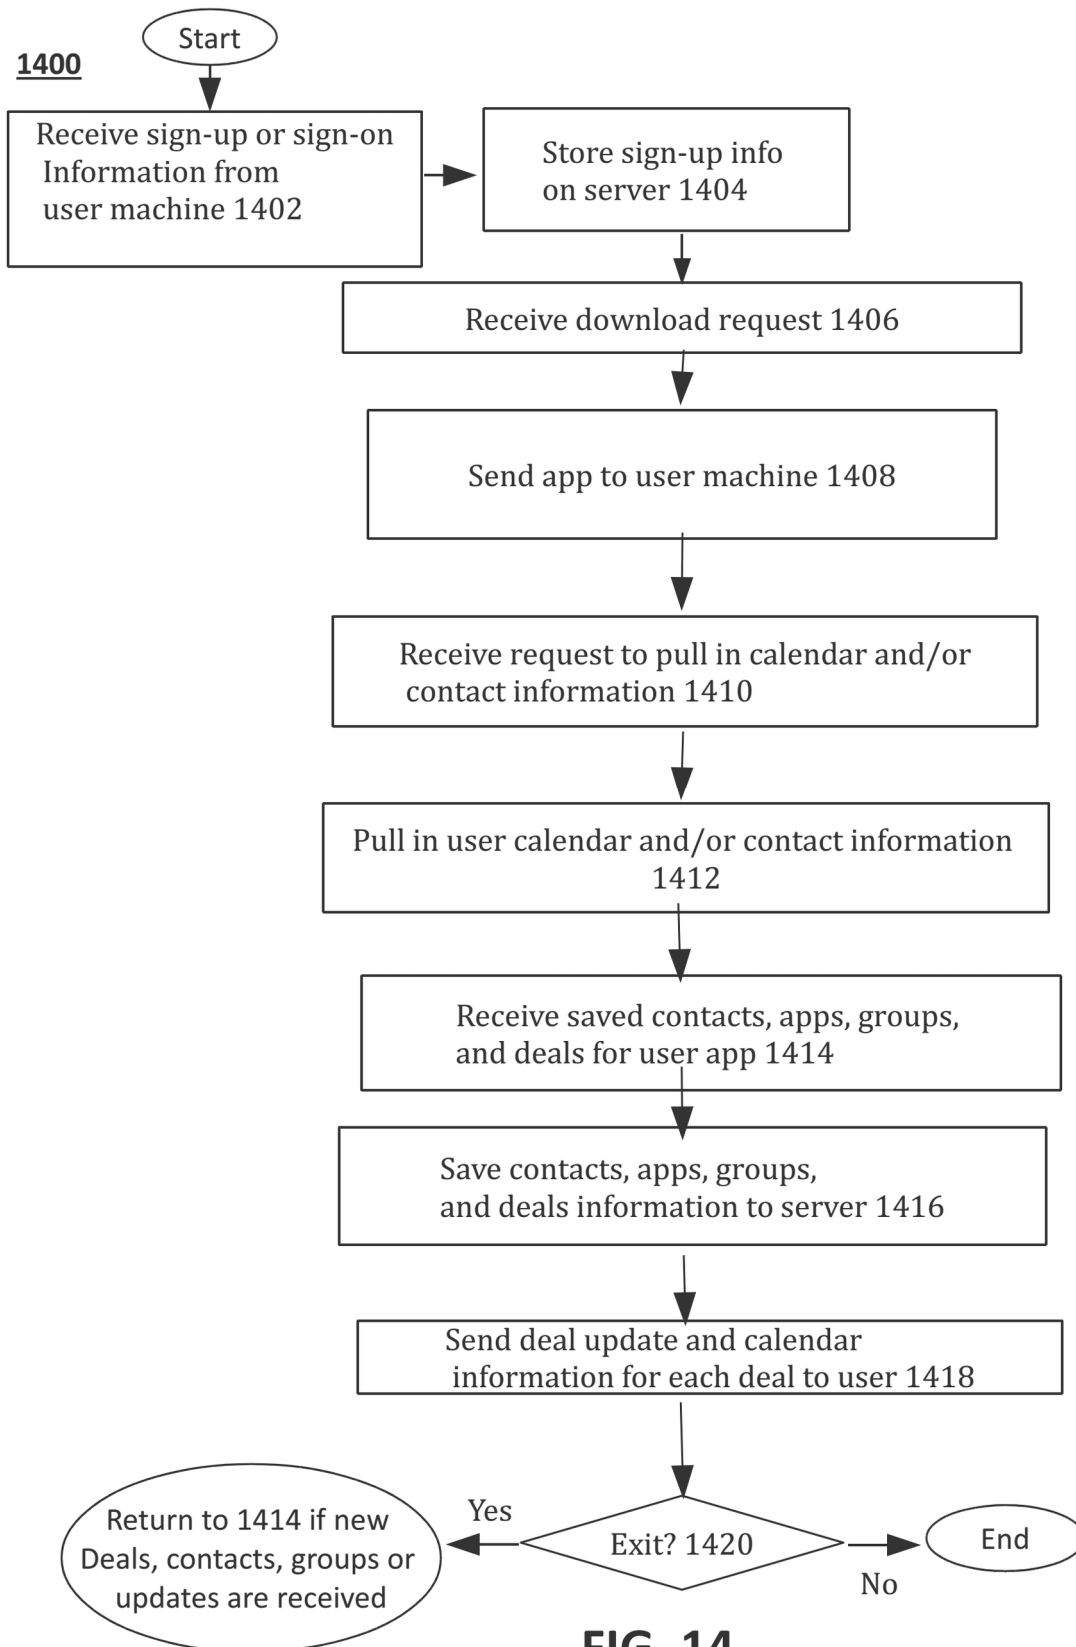 Start
1400
Receive sign-up or sign-on
Information from
user machine 1402
Store sign-up info
on server 1404
Receive download request 1406
Send app to user machine 1408
Receive request to pull in calendar and/or
contact information 1410
Pull in user calendar and/or contact information
1412
Receive saved contacts, apps, groups,
and deals for user app 1414
Save contacts, apps, groups,
and deals information to server 1416
Send deal update and calendar
information for each deal to user 1418
Yes
Return to 1414 if new
Deals, contacts, groups or
updates are received
Exit? 1420
No
End
FIG. 14